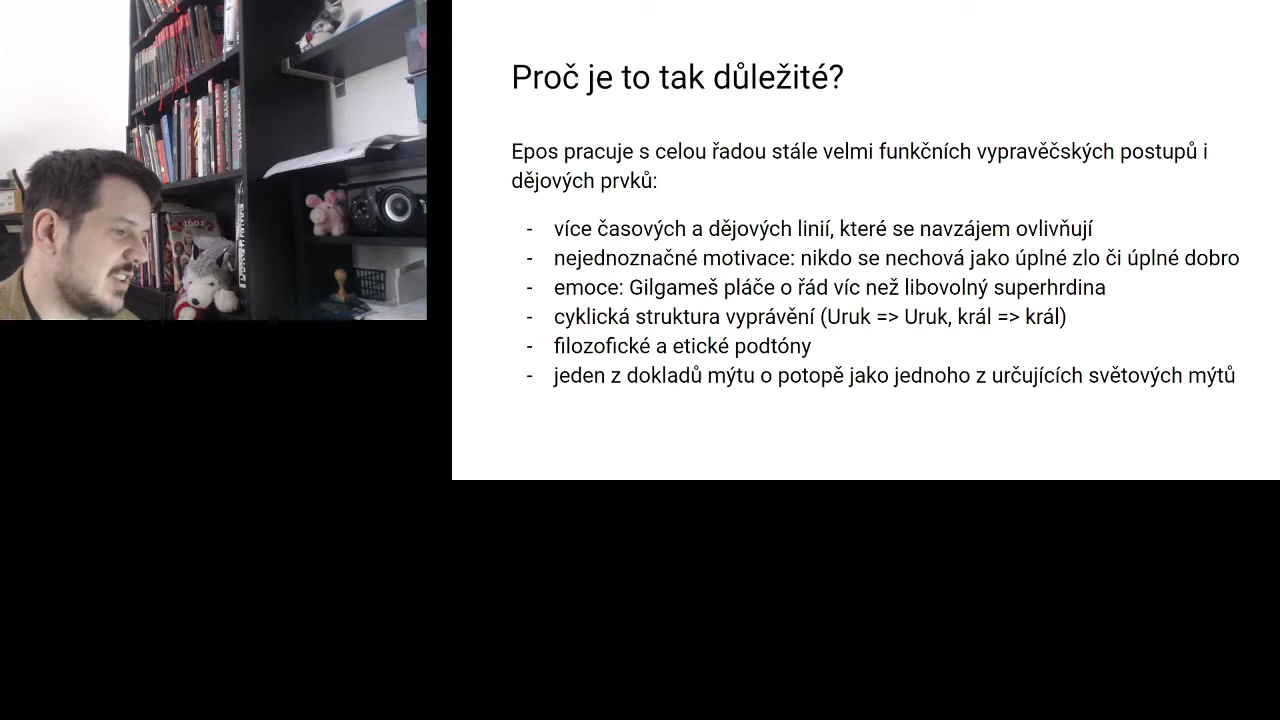 Proč je to tak důležité?
Epos pracuje s celou řadou stále velmi funkčních vypravěčských postupů i
dějových prvků:
- více časových a dějových linií, které se navzájem ovlivňují
- nejednoznačné motivace: nikdo se nechová jako úplné zlo či úplné dobro
- emoce: Gilgameš pláče o řád víc než libovolný superhrdina
- cyklická struktura vyprávění (Uruk => Uruk, král => král)
- filozofické a etické podtóny
- jeden z dokladů mýtu o potopě jako jednoho z určujících světových mýtů